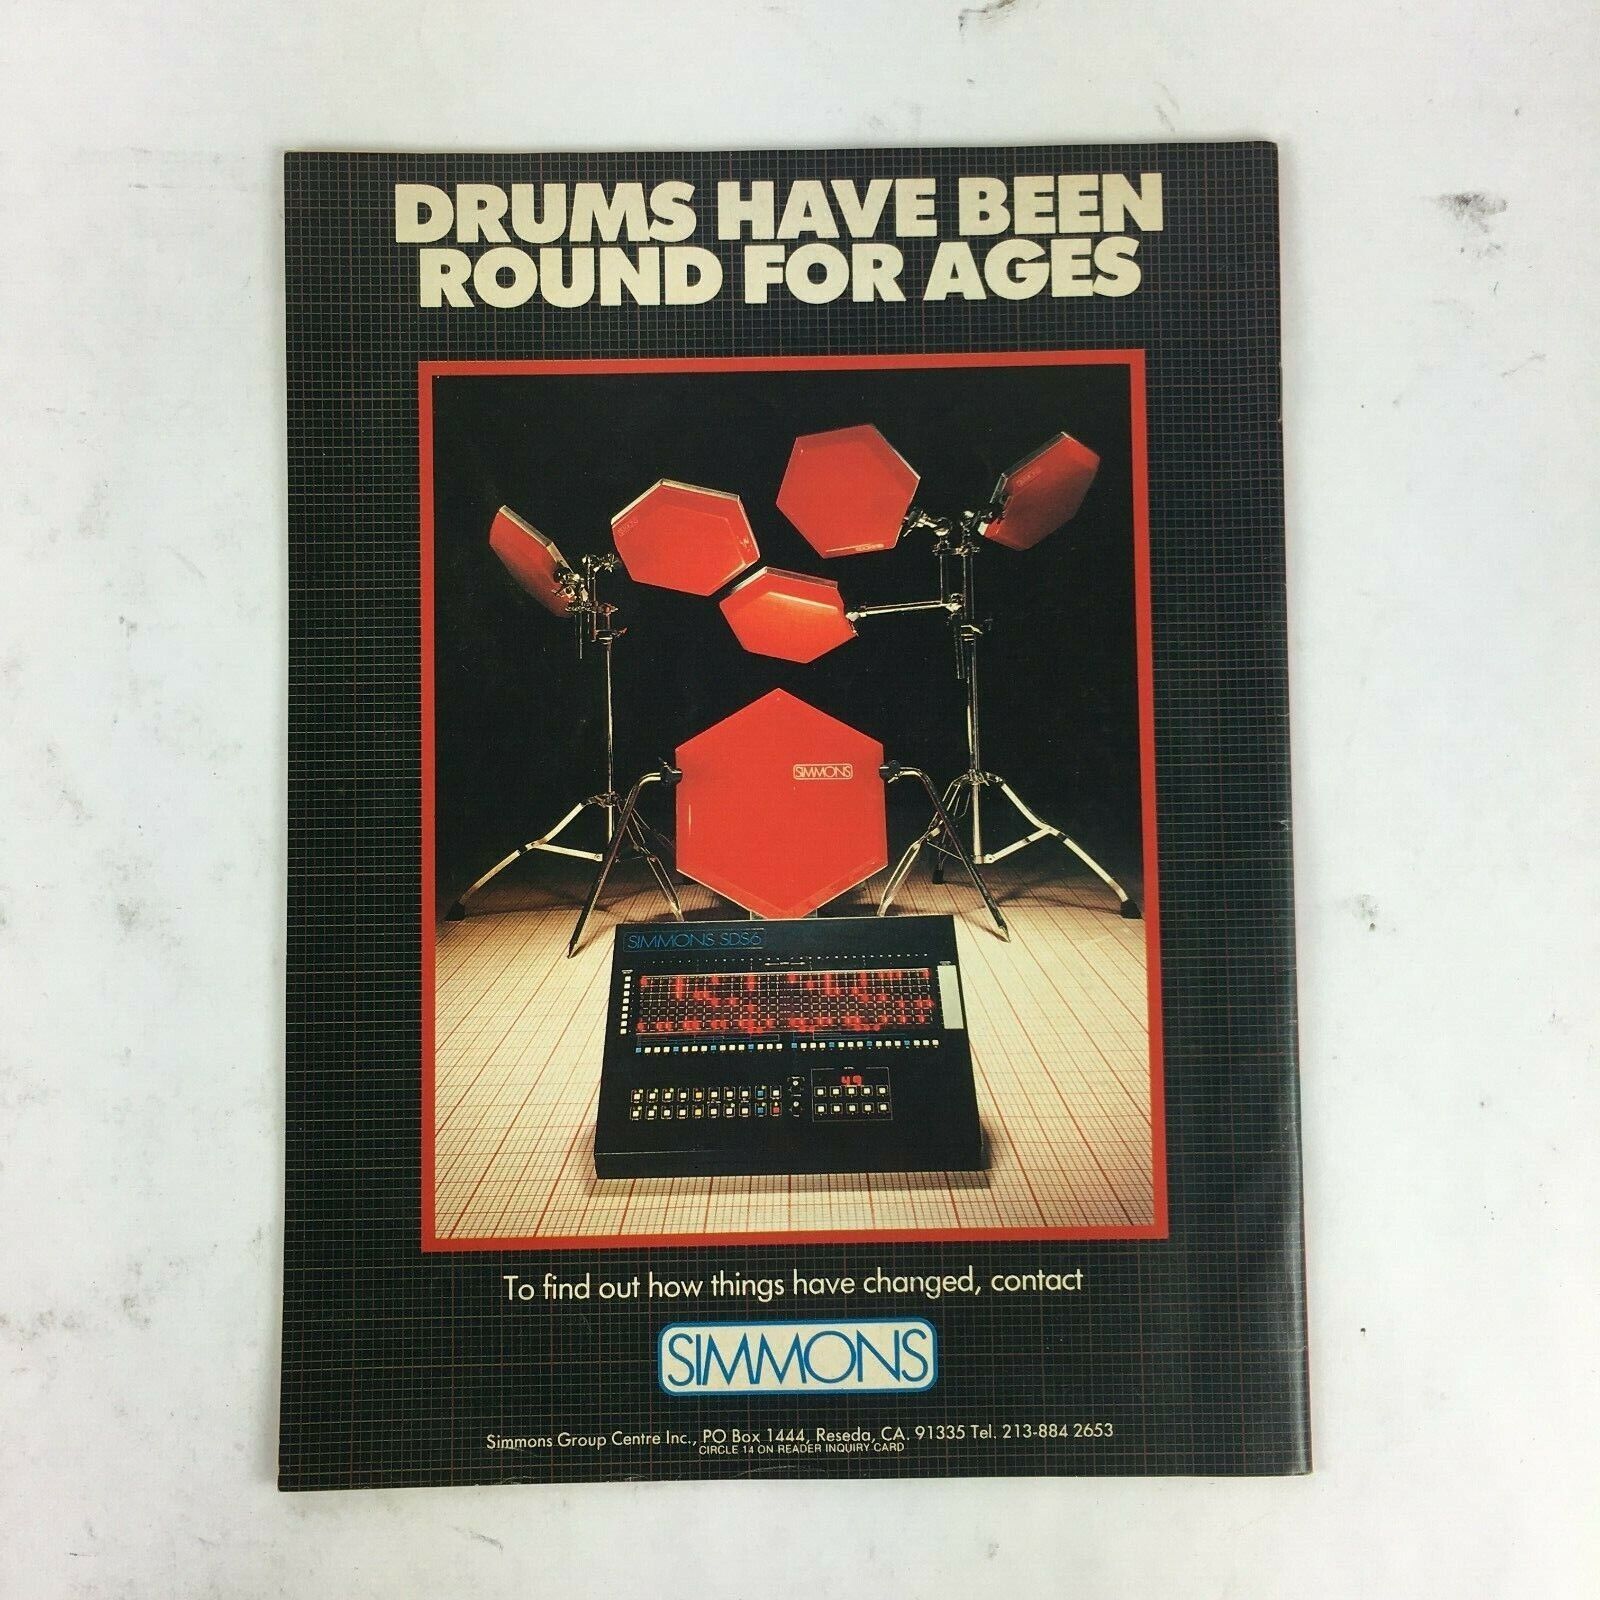 DRUMS HAVE BEEN
ROUND FOR AGES
SIMMONS
SIMMONS SDS6
49
To find out how things have changed, contact
SIMMONS
Simmons Group Centre Inc., PO Box 1444, Reseda, CA. 91335 Tel. 213-884 2653
CIRCLE 14 ON READER INQUIRY CARD